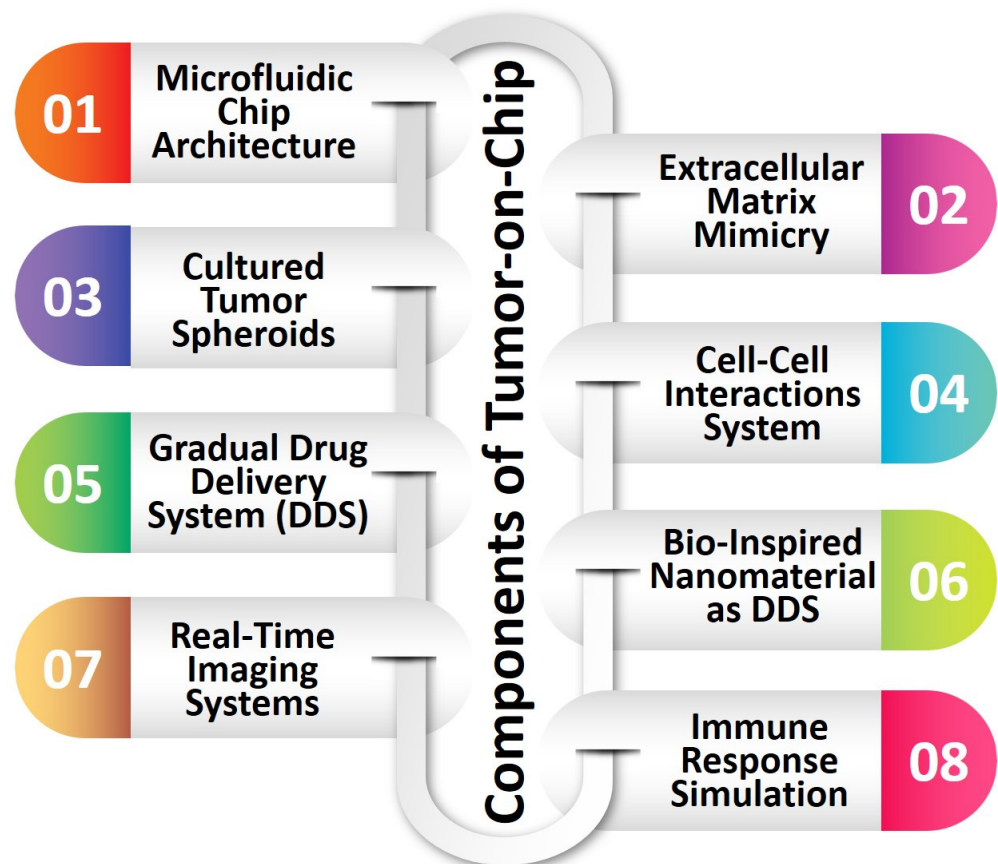 Components of Tumor-on-Chip
01
Microfluidic
Chip
Architecture
02
Extracellular
Matrix
Mimicry
03
Cultured
Tumor
Spheroids
04
Cell-Cell
Interactions
System
05
Gradual Drug
Delivery
System (DDS)
06
Bio-Inspired
Nanomaterial
as DDS
07
Real-Time
Imaging
Systems
08
Immune
Response
Simulation